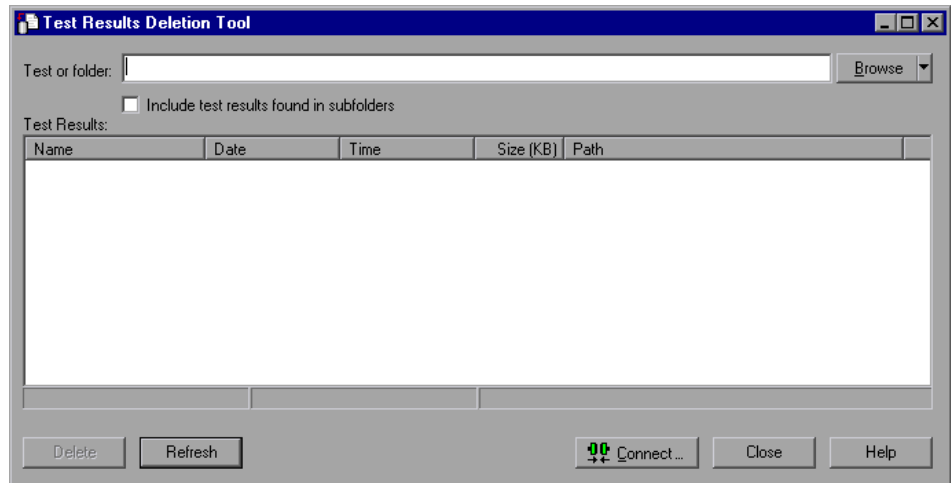 Test Results Deletion Tool
Test or folder: Browse
Include test results found in subfolders
Test Results:
Name Date Time Size (KB) Path
Delete Refresh Connect... Close Help